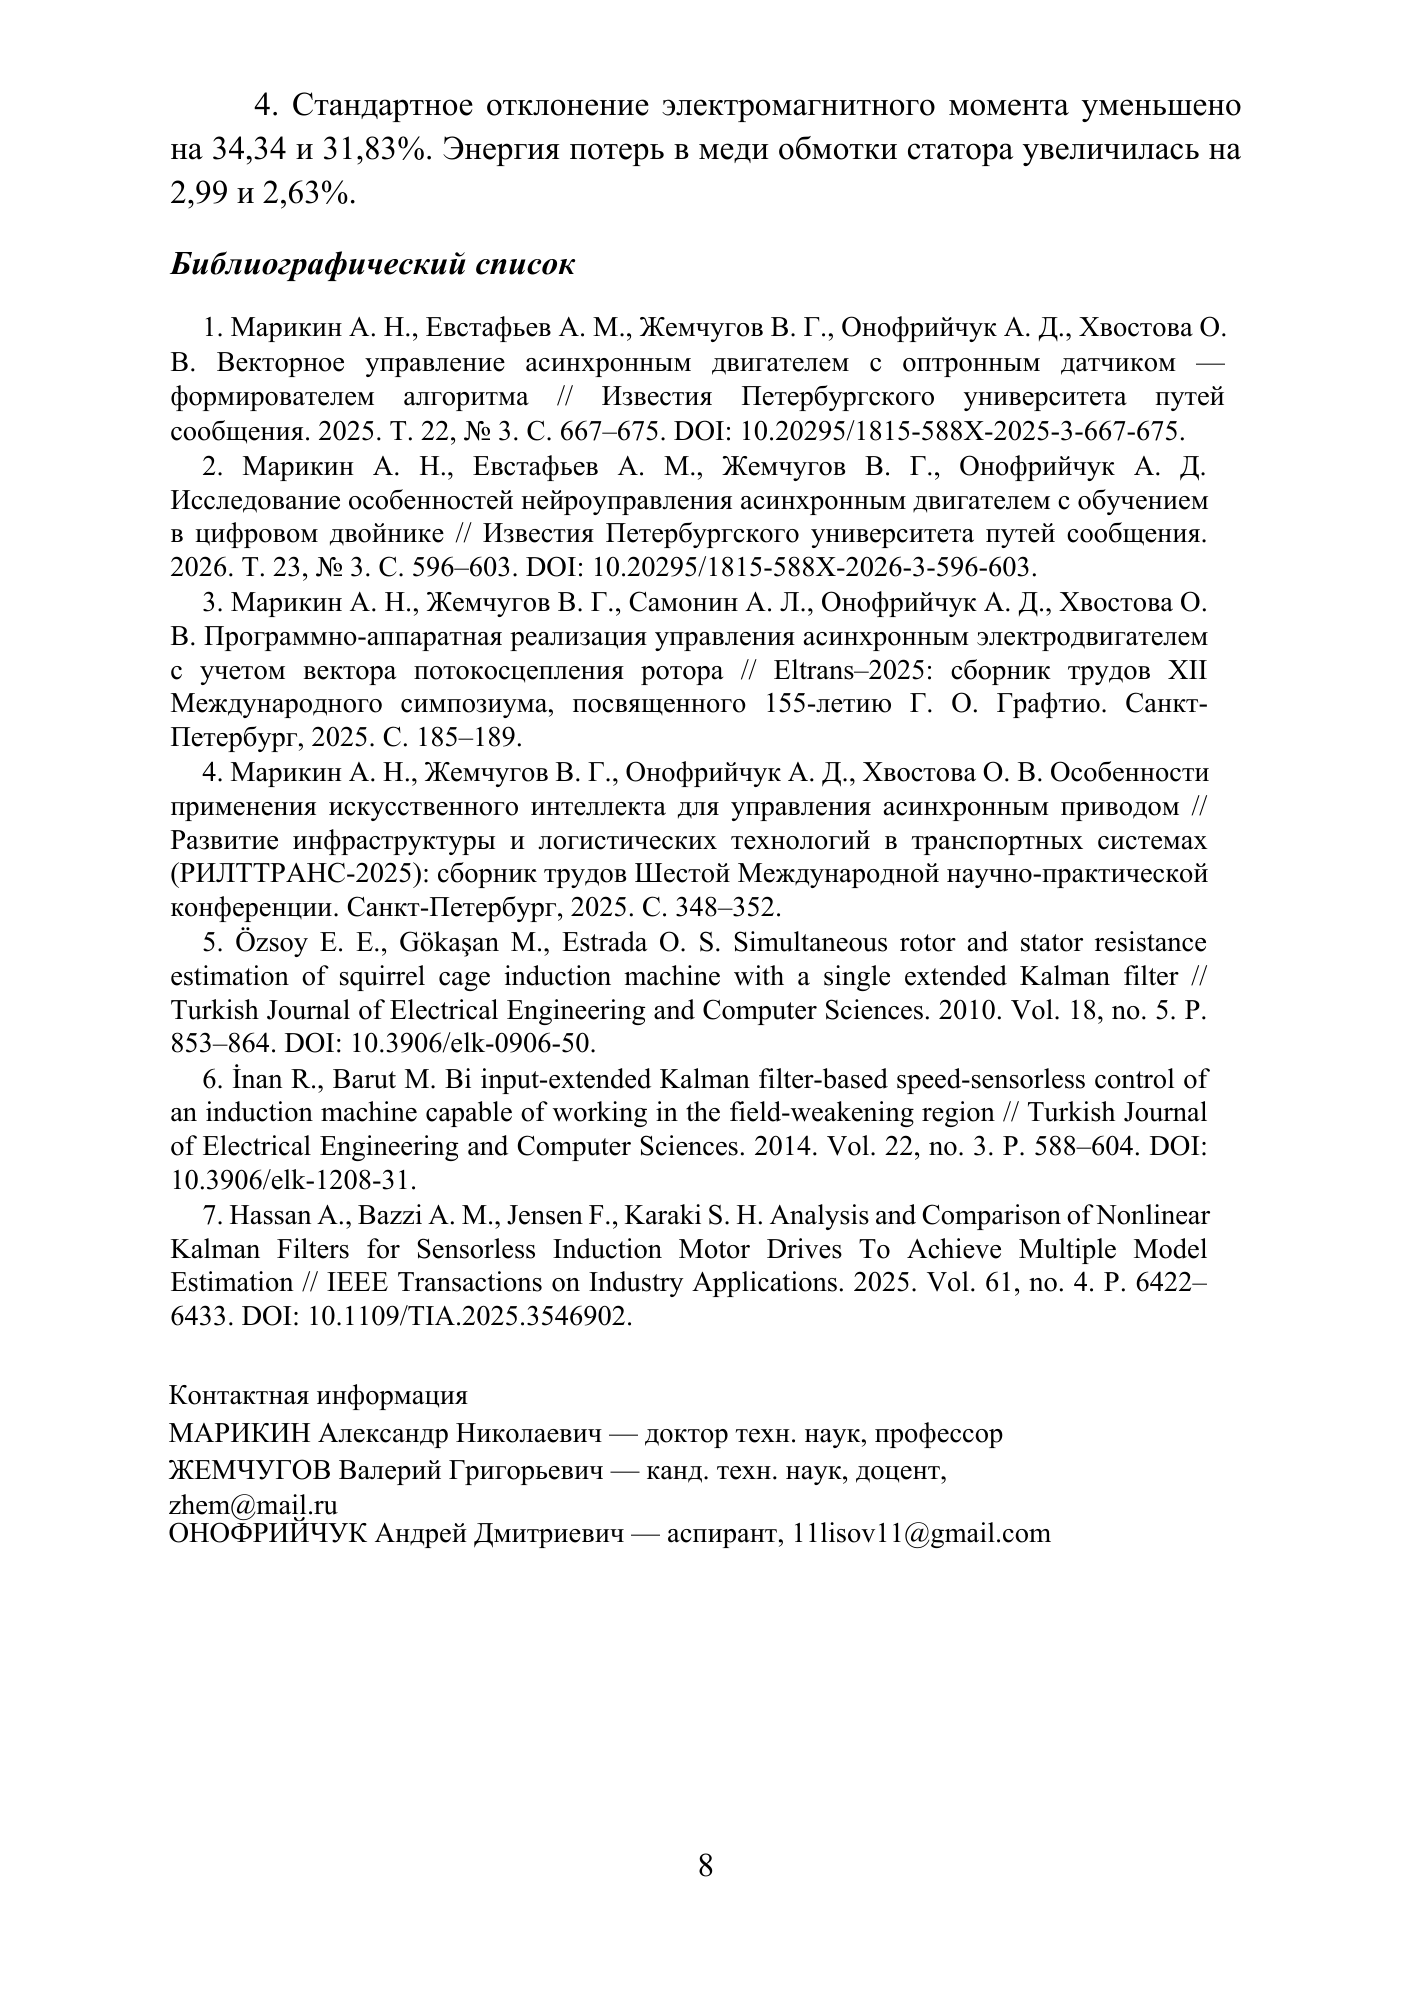 4. Стандартное отклонение электромагнитного момента уменьшено
на 34,34 и 31,83%. Энергия потерь в меди обмотки статора увеличилась на
2,99 и 2,63%.
Библиографический список
1. Марикин А. Н., Евстафьев А. М., Жемчугов В. Г., Онофрийчук А. Д., Хвостова О.
В. Векторное управление асинхронным двигателем с оптронным датчиком —
формирователем алгоритма // Известия Петербургского университета путей
сообщения. 2025. Т. 22, № 3. С. 667–675. DOI: 10.20295/1815-588X-2025-3-667-675.
2. Марикин А. Н., Евстафьев А. М., Жемчугов В. Г., Онофрийчук А. Д.
Исследование особенностей нейроуправления асинхронным двигателем с обучением
в цифровом двойнике // Известия Петербургского университета путей сообщения.
2026. Т. 23, № 3. С. 596–603. DOI: 10.20295/1815-588X-2026-3-596-603.
3. Марикин А. Н., Жемчугов В. Г., Самонин А. Л., Онофрийчук А. Д., Хвостова О.
В. Программно-аппаратная реализация управления асинхронным электродвигателем
с учетом вектора потокосцепления ротора // Eltrans–2025: сборник трудов XII
Международного симпозиума, посвященного 155-летию Г. О. Графтио. Санкт-
Петербург, 2025. С. 185–189.
4. Марикин А. Н., Жемчугов В. Г., Онофрийчук А. Д., Хвостова О. В. Особенности
применения искусственного интеллекта для управления асинхронным приводом //
Развитие инфраструктуры и логистических технологий в транспортных системах
(РИЛТТРАНС-2025): сборник трудов Шестой Международной научно-практической
конференции. Санкт-Петербург, 2025. С. 348–352.
5. Özsoy E. E., Gökaşan M., Estrada O. S. Simultaneous rotor and stator resistance
estimation of squirrel cage induction machine with a single extended Kalman filter //
Turkish Journal of Electrical Engineering and Computer Sciences. 2010. Vol. 18, no. 5. P.
853–864. DOI: 10.3906/elk-0906-50.
6. İnan R., Barut M. Bi input-extended Kalman filter-based speed-sensorless control of
an induction machine capable of working in the field-weakening region // Turkish Journal
of Electrical Engineering and Computer Sciences. 2014. Vol. 22, no. 3. P. 588–604. DOI:
10.3906/elk-1208-31.
7. Hassan A., Bazzi A. M., Jensen F., Karaki S. H. Analysis and Comparison of Nonlinear
Kalman Filters for Sensorless Induction Motor Drives To Achieve Multiple Model
Estimation // IEEE Transactions on Industry Applications. 2025. Vol. 61, no. 4. P. 6422–
6433. DOI: 10.1109/TIA.2025.3546902.
Контактная информация
МАРИКИН Александр Николаевич — доктор техн. наук, профессор
ЖЕМЧУГОВ Валерий Григорьевич — канд. техн. наук, доцент,
zhem@mail.ru
ОНОФРИЙЧУК Андрей Дмитриевич — аспирант, 11lisov11@gmail.com
8